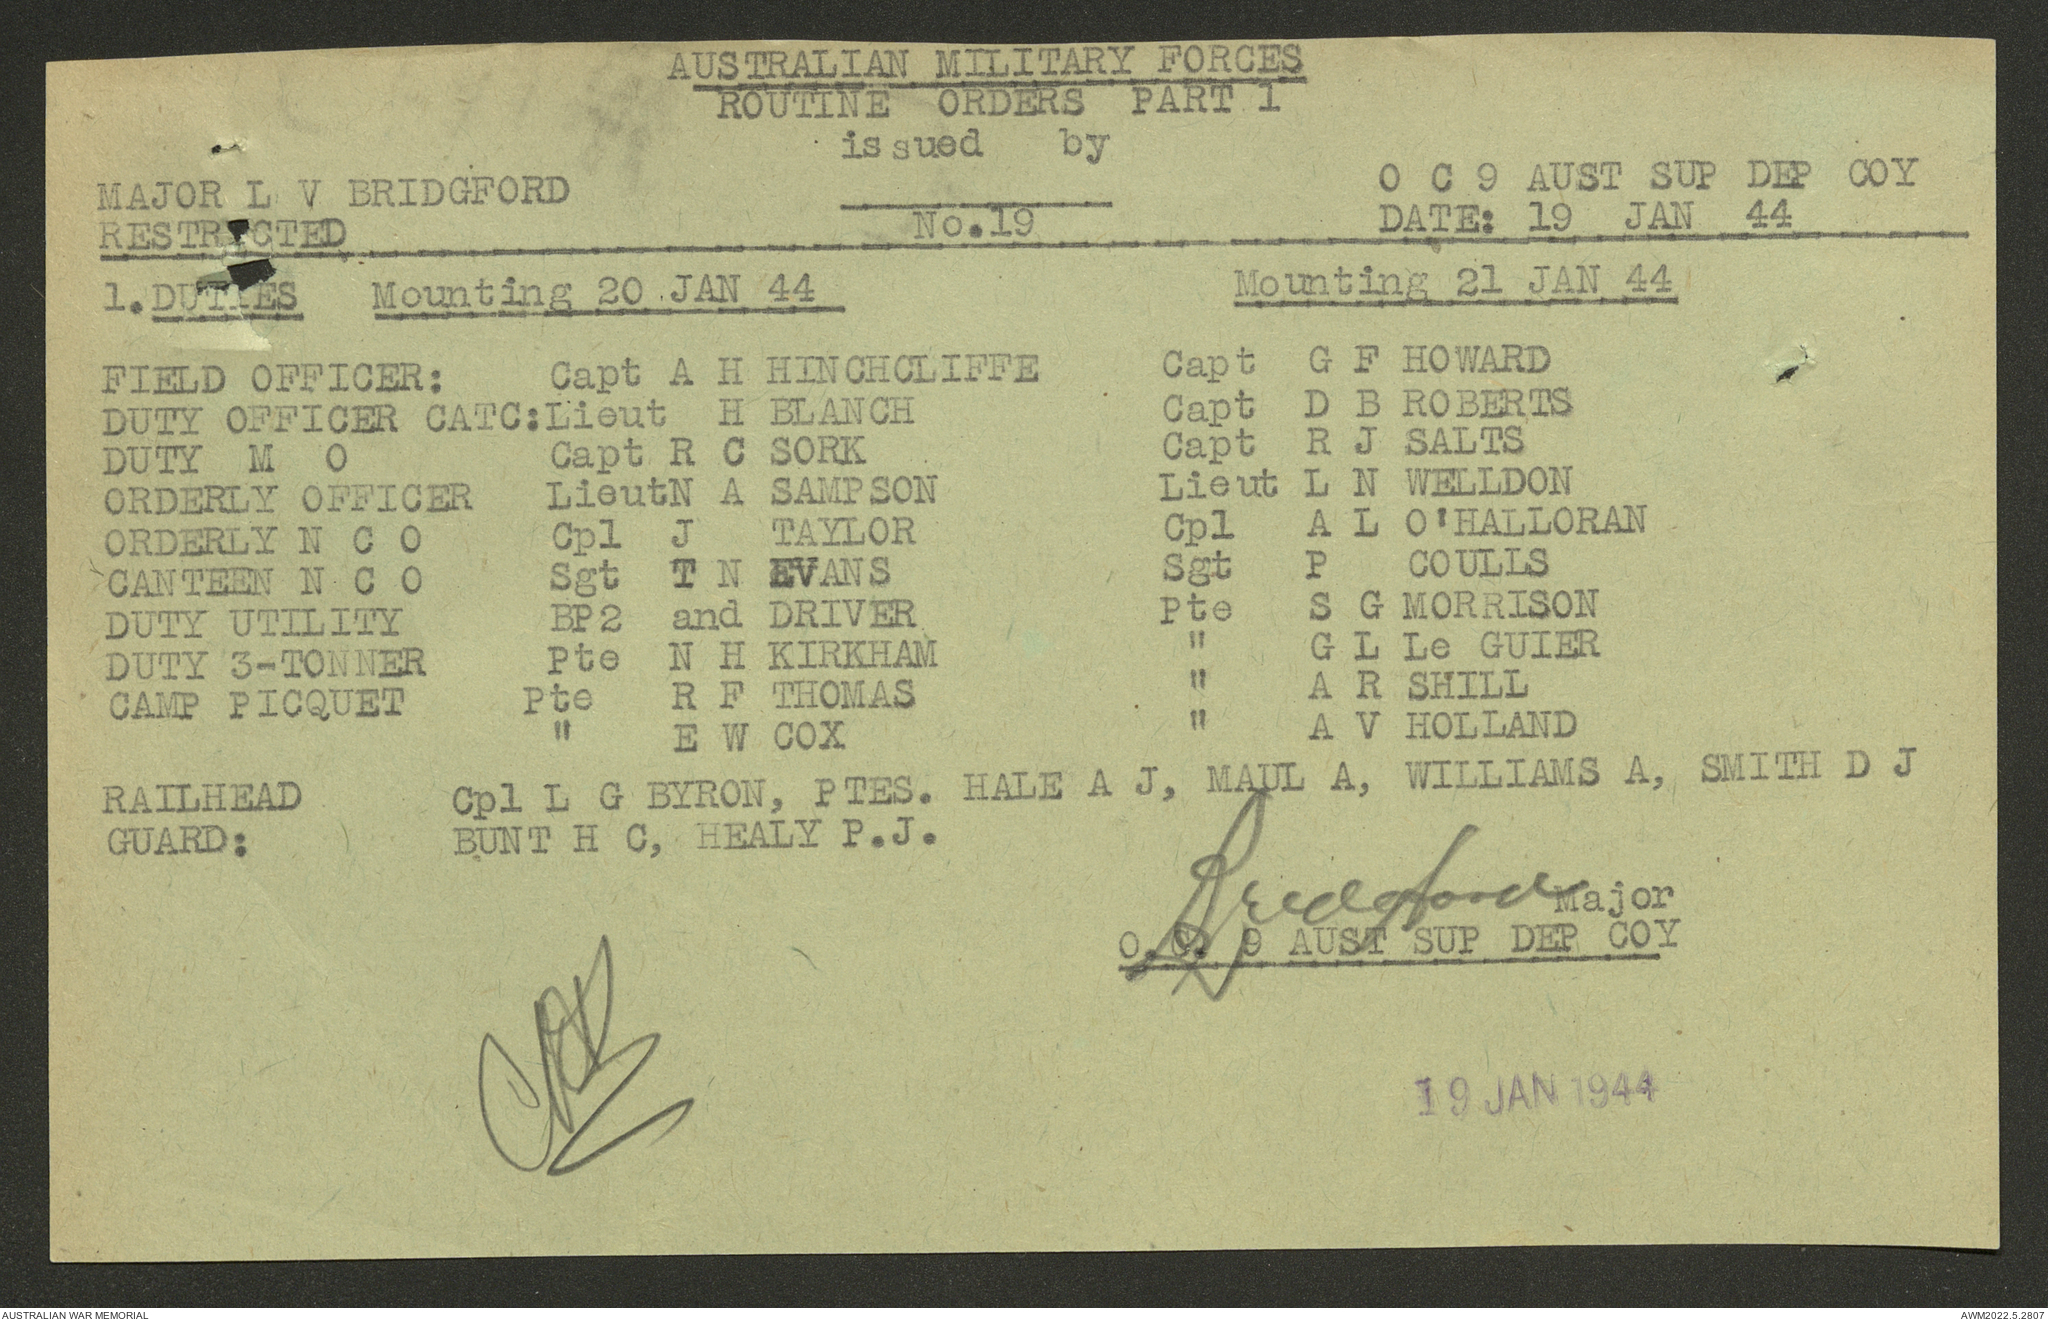 AUSTRALIAN MILITARY FORCES
ROUTINE ORDERS PART 1
issued by
MAJOR L V BRIDGFORD O C 9 AUST SUP DEP COY
RESTRICTED No.19 DATE: 19 JAN 44
1. DUTIES Mounting 20 JAN 44 Mounting 21 JAN 44
FIELD OFFICER: Capt A H HINCHCLIFFE Capt G F HOWARD
DUTY OFFICER CATC: Lieut H BLANCH Capt D B ROBERTS
DUTY M O Capt R C SORK Capt R J SALTS
ORDERLY OFFICER Lieut N A SAMPSON Lieut L N WELLDON
ORDERLY N C O Cpl J TAYLOR Cpl A L O'HALLORAN
CANTEEN N C O Sgt T N EVANS Sgt P COULLS
DUTY UTILITY BP2 and DRIVER Pte S G MORRISON
DUTY 3-TONNER Pte N H KIRKHAM " G L Le GUIER
CAMP PICQUET Pte R F THOMAS " A R SHILL
" E W COX " A V HOLLAND
RAILHEAD Cpl L G BYRON, PTES. HALE A J, MAUL A, WILLIAMS A, SMITH D J
GUARD: BUNT H C, HEALY P.J.
Bridgford Major
O.C. 9 AUST SUP DEP COY
19 JAN 1944
AUSTRALIAN WAR MEMORIAL AWM2022.5.2807